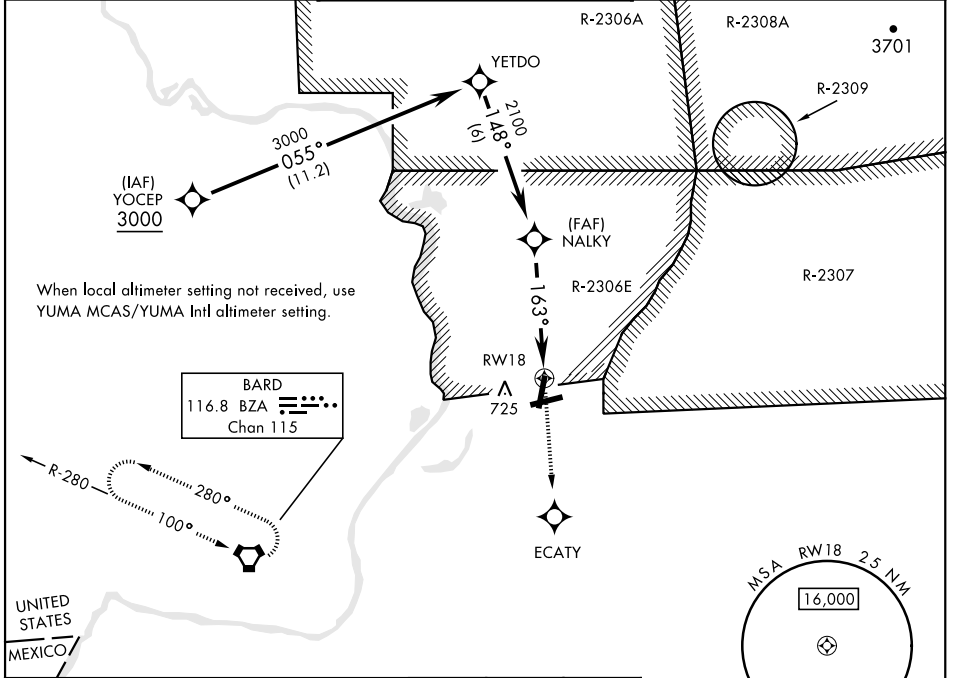 R-2306A
R-2308A
3701
YETDO
R-2309
2100
148°
(6)
3000
055°
(11.2)
(IAF)
YOCEP
3000
(FAF)
NALKY
When local altimeter setting not received, use
YUMA MCAS/YUMA Intl altimeter setting.
R-2306E
R-2307
163°
RW18
725
BARD
116.8 BZA
Chan 115
R-280
280°
100°
ECATY
MSA RW18 25 NM
16,000
UNITED
STATES
MEXICO